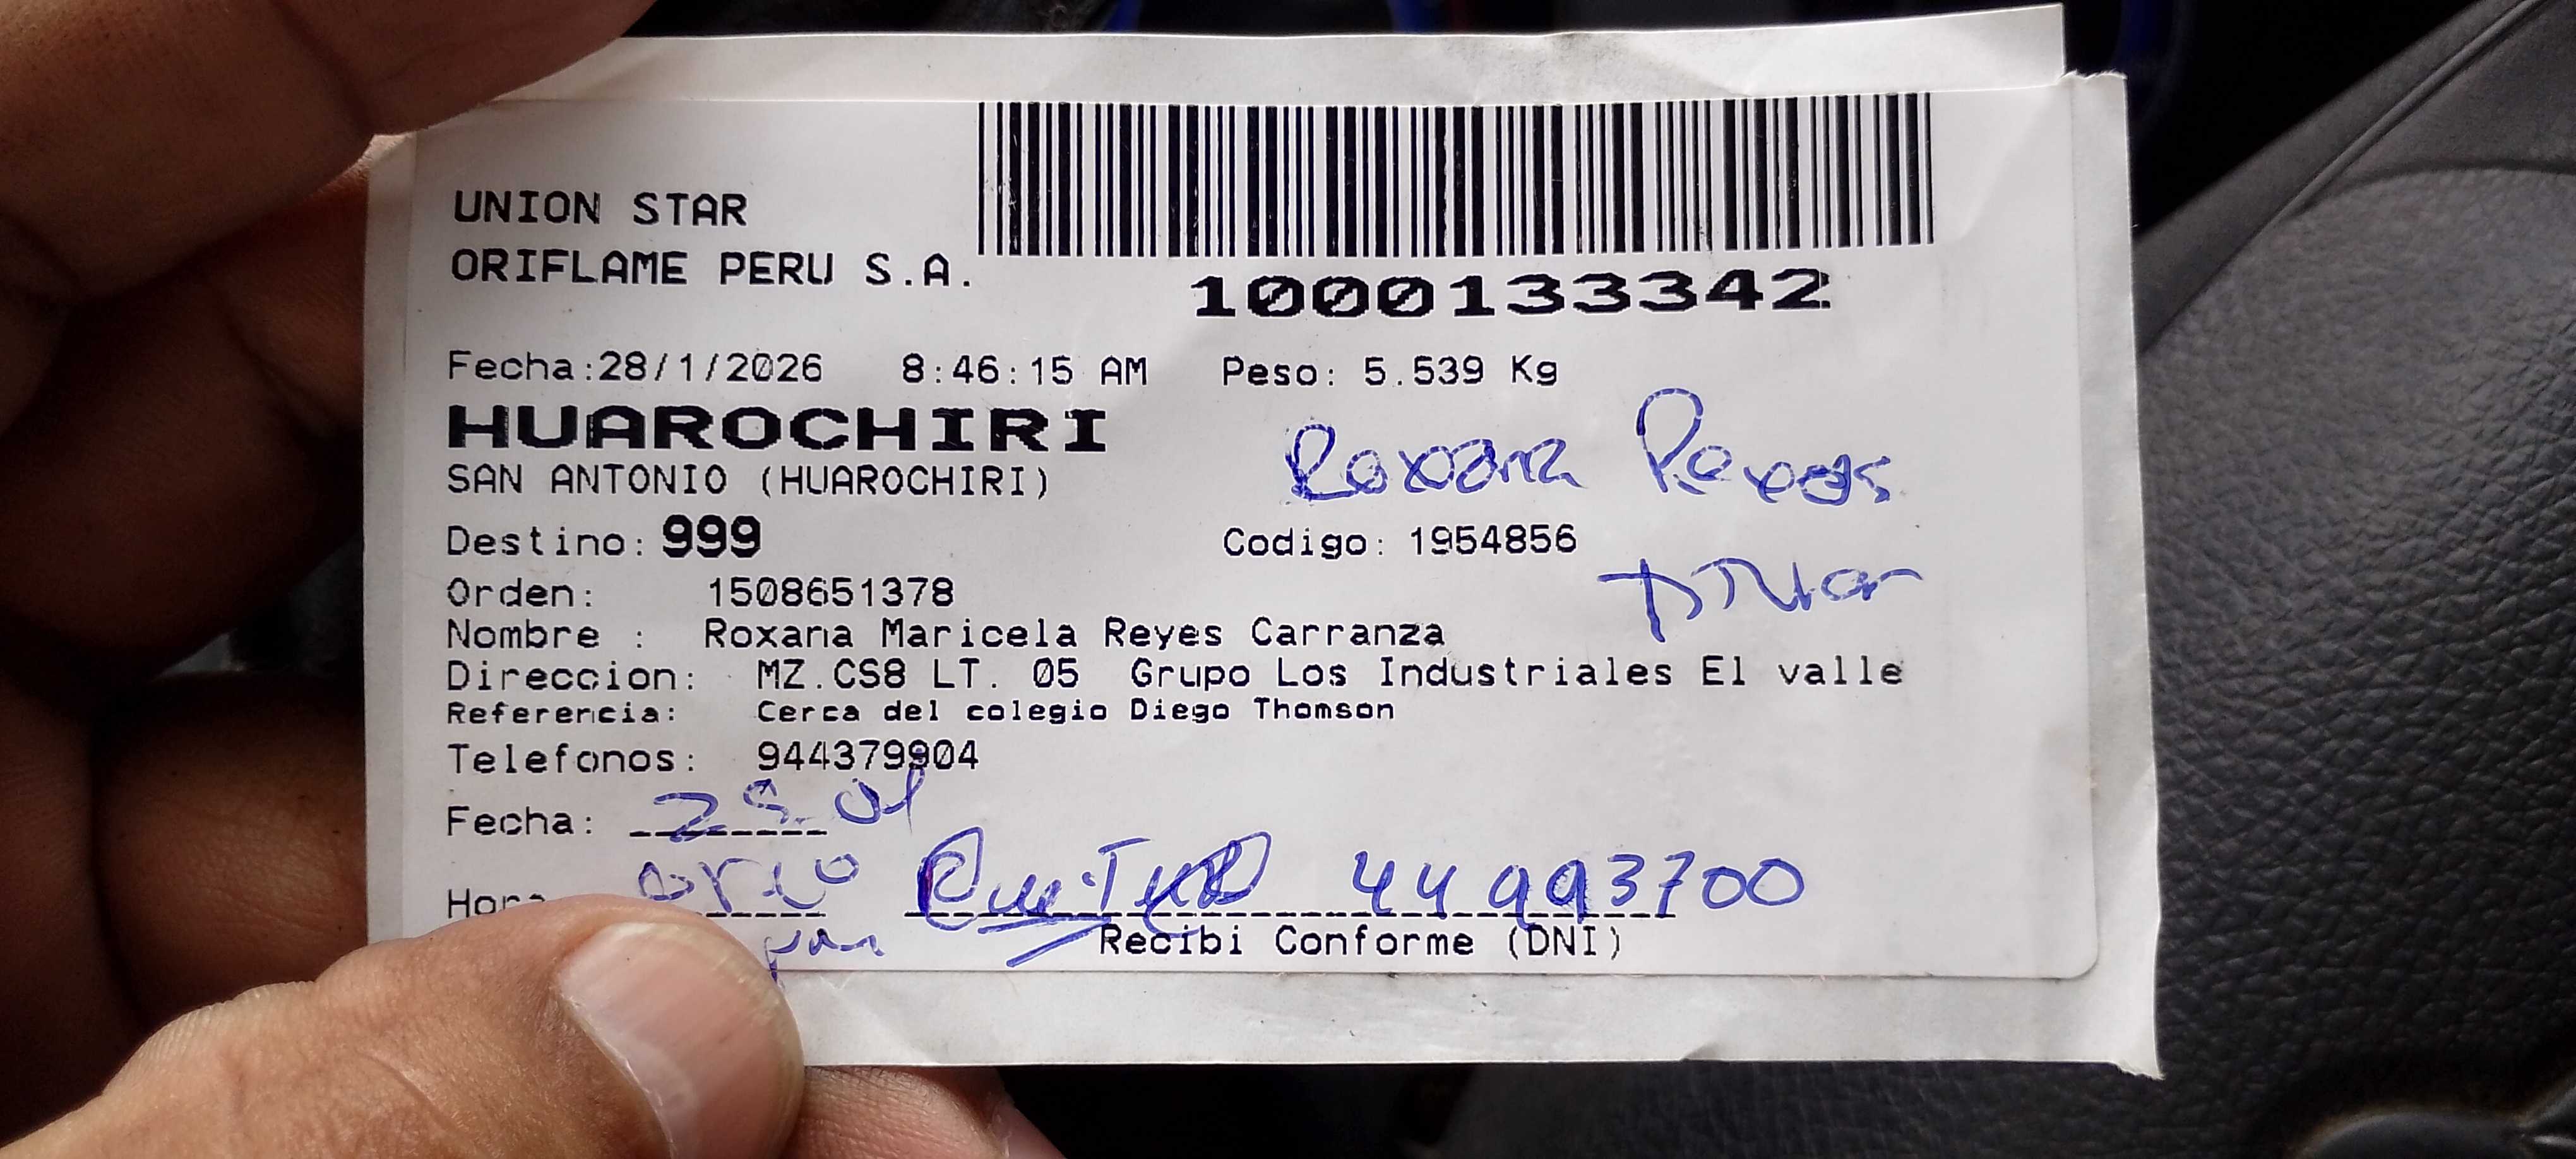 UNION STAR
ORIFLAME PERU S.A.
1000133342
Fecha:28/1/2026 8:46:15 AM Peso: 5.539 Kg
HUAROCHIRI
SAN ANTONIO (HUAROCHIRI)
Roxana Reyes
Destino: 999 Codigo: 1954856
Orden: 1508651378
Nombre : Roxana Maricela Reyes Carranza
Direccion: MZ.CS8 LT. 05 Grupo Los Industriales El valle
Referencia: Cerca del colegio Diego Thomson
Telefonos: 944379904
Fecha: 01
44993700
pm
Recibi Conforme (DNI)